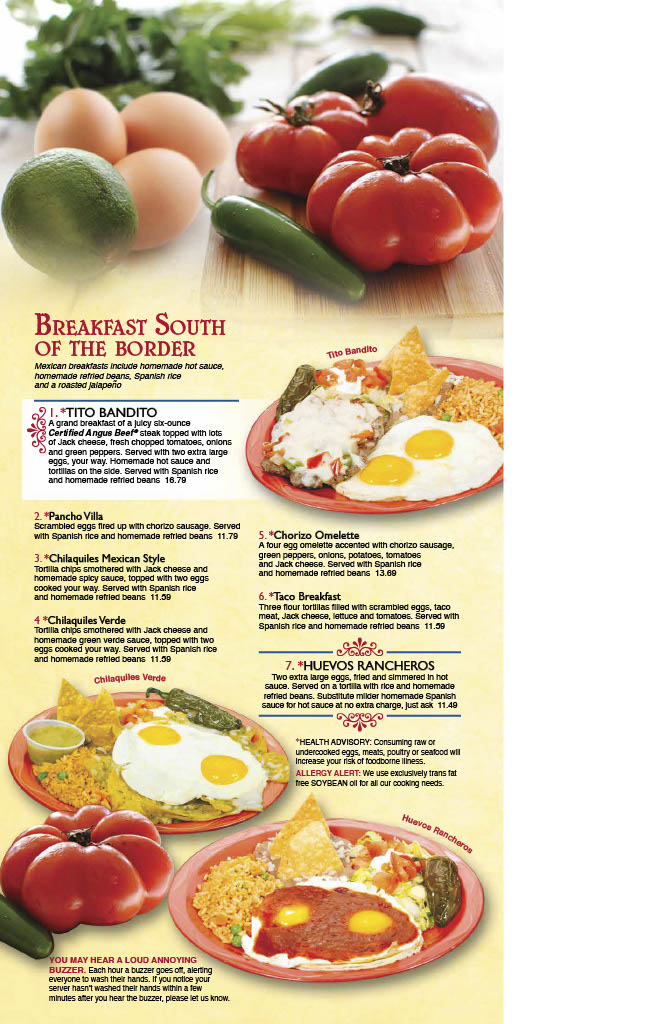 BREAKFAST SOUTH
OF THE BORDER
Mexican breakfasts include homemade hot sauce,
homemade refried beans, Spanish rice
and a roasted jalapeño
Tito Bandito
1. *TITO BANDITO
A grand breakfast of a juicy six-ounce
Certified Angus Beef® steak topped with lots
of Jack cheese, fresh chopped tomatoes, onions
and green peppers. Served with two extra large
eggs, your way. Homemade hot sauce and
tortillas on the side. Served with Spanish rice
and homemade refried beans 16.79
2. *Pancho Villa
Scrambled eggs fired up with chorizo sausage. Served
with Spanish rice and homemade refried beans 11.79
3. *Chilaquiles Mexican Style
Tortilla chips smothered with Jack cheese and
homemade spicy sauce, topped with two eggs
cooked your way. Served with Spanish rice
and homemade refried beans 11.59
4 *Chilaquiles Verde
Tortilla chips smothered with Jack cheese and
homemade green verde sauce, topped with two
eggs cooked your way. Served with Spanish rice
and homemade refried beans 11.59
5. *Chorizo Omelette
A four egg omelette accented with chorizo sausage,
green peppers, onions, potatoes, tomatoes
and Jack cheese. Served with Spanish rice
and homemade refried beans 13.69
6. *Taco Breakfast
Three flour tortillas filled with scrambled eggs, taco
meat, Jack cheese, lettuce and tomatoes. Served with
Spanish rice and homemade refried beans 11.59
7. *HUEVOS RANCHEROS
Two extra large eggs, fried and simmered in hot
sauce. Served on a tortilla with rice and homemade
refried beans. Substitute milder homemade Spanish
sauce for hot sauce at no extra charge, just ask 11.49
*HEALTH ADVISORY: Consuming raw or
undercooked eggs, meats, poultry or seafood will
increase your risk of foodborne illness.
ALLERGY ALERT: We use exclusively trans fat
free SOYBEAN oil for all our cooking needs.
Chilaquiles Verde
Huevos Rancheros
YOU MAY HEAR A LOUD ANNOYING
BUZZER. Each hour a buzzer goes off, alerting
everyone to wash their hands. If you notice your
server hasn't washed their hands within a few
minutes after you hear the buzzer, please let us know.